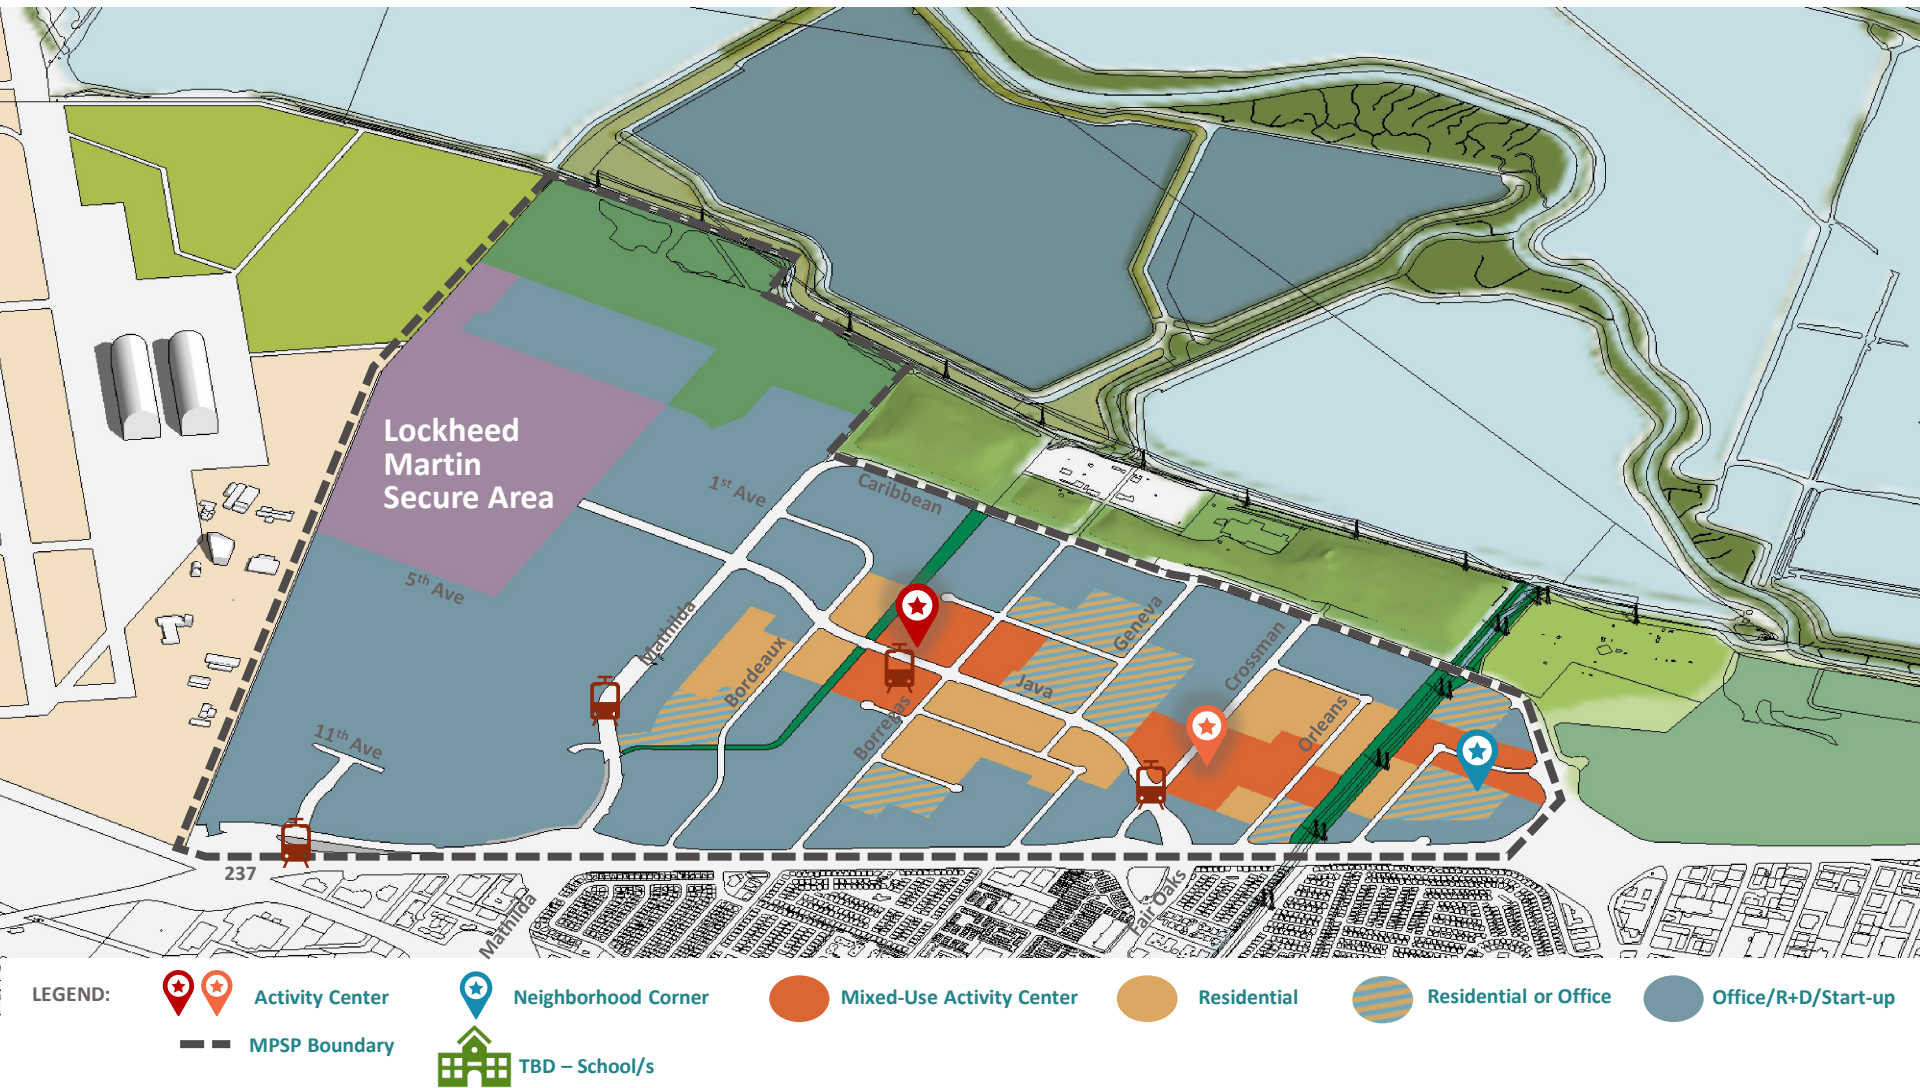 Lockheed
Martin
Secure Area
1st Ave
Caribbean
5th Ave
Mathilda
Bordeaux
Geneva
Crossman
Java
Borregas
Orleans
11th Ave
237
Mathilda
Fair Oaks
LEGEND:
Activity Center
Neighborhood Corner
Mixed-Use Activity Center
Residential
Residential or Office
Office/R+D/Start-up
MPSP Boundary
TBD – School/s